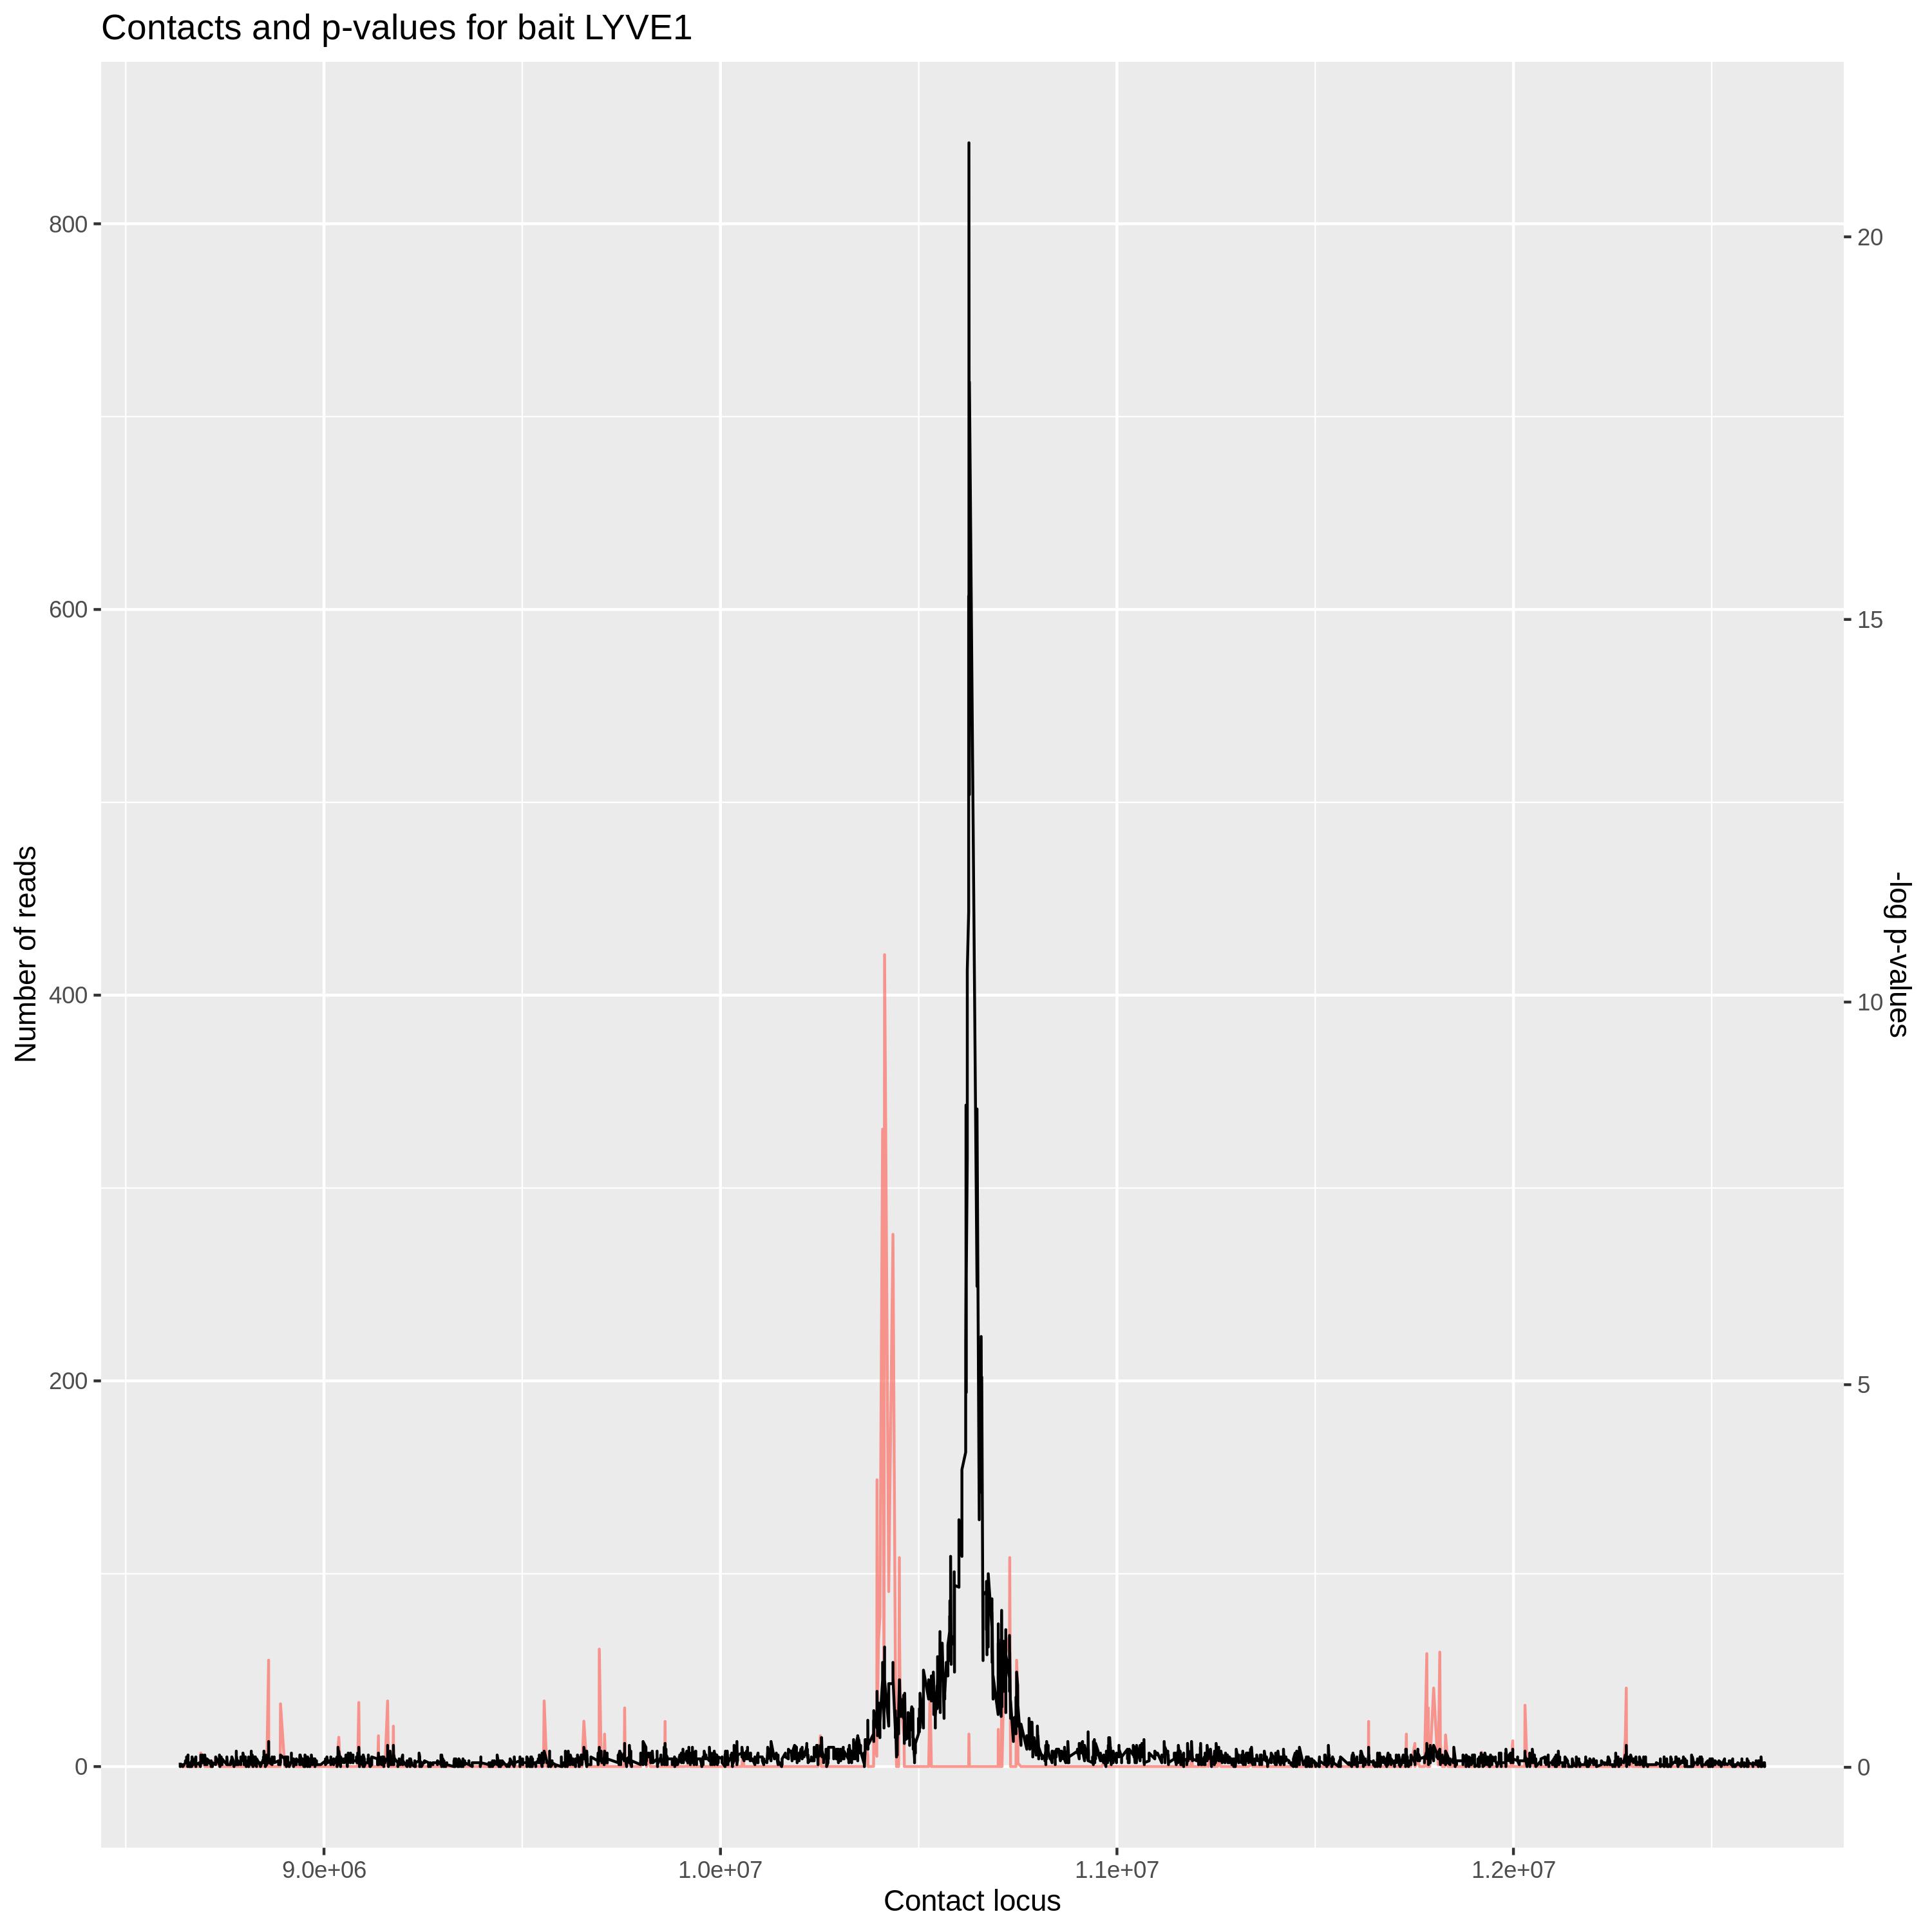 Contacts and p-values for bait LYVE1
Number of reads
800
600
400
200
0
20
15
10
5
0
-log p-values
9.0e+06 1.0e+07 1.1e+07 1.2e+07
Contact locus